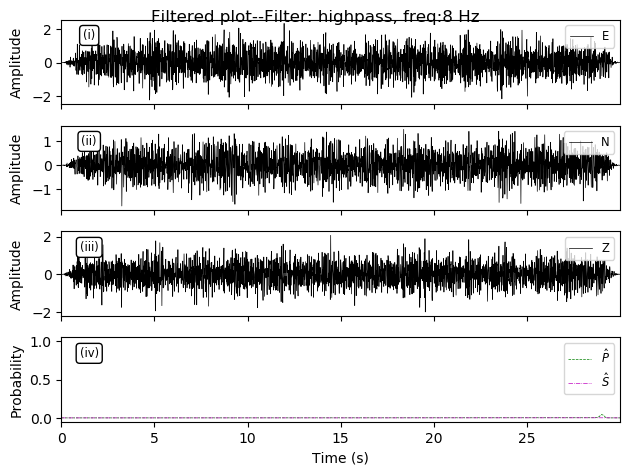 Filtered plot--Filter: highpass, freq:8 Hz
2
0
−2
Amplitude
(i)
E
1
0
−1
Amplitude
(ii)
N
2
0
−2
Amplitude
(iii)
Z
1.0
0.5
0.0
Probability
(iv)
P̂
Ŝ
0 5 10 15 20 25
Time (s)